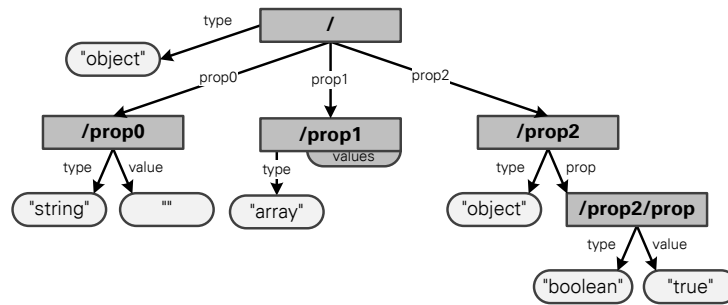 /
type
"object"
prop0
prop1
prop2
/prop0
/prop1
/prop2
values
type
value
type
type
prop
"string"
""
"array"
"object"
/prop2/prop
type
value
"boolean"
"true"